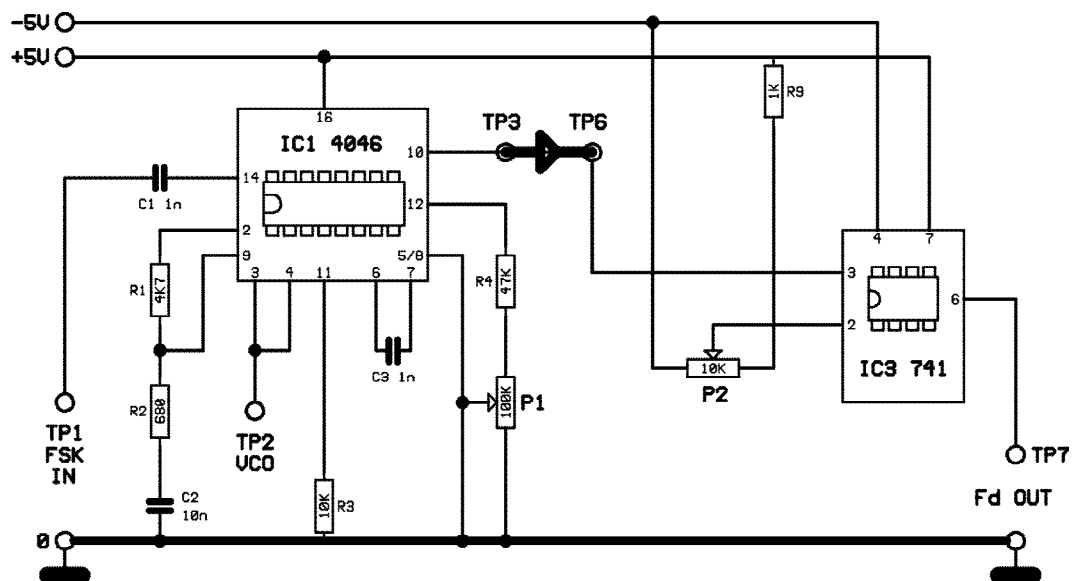 -5V
+5V
16
IC1 4046
10
TP3
TP6
1K
R9
14
C1 1n
12
2
9
5/8
3
4
11
6
7
4
7
R1
4K7
R4
47K
3
6
2
C3 1n
10K
P2
IC3 741
R2
680
100K
P1
TP1
FSK
IN
TP2
VCO
TP7
10K
R3
C2
10n
Fd OUT
0